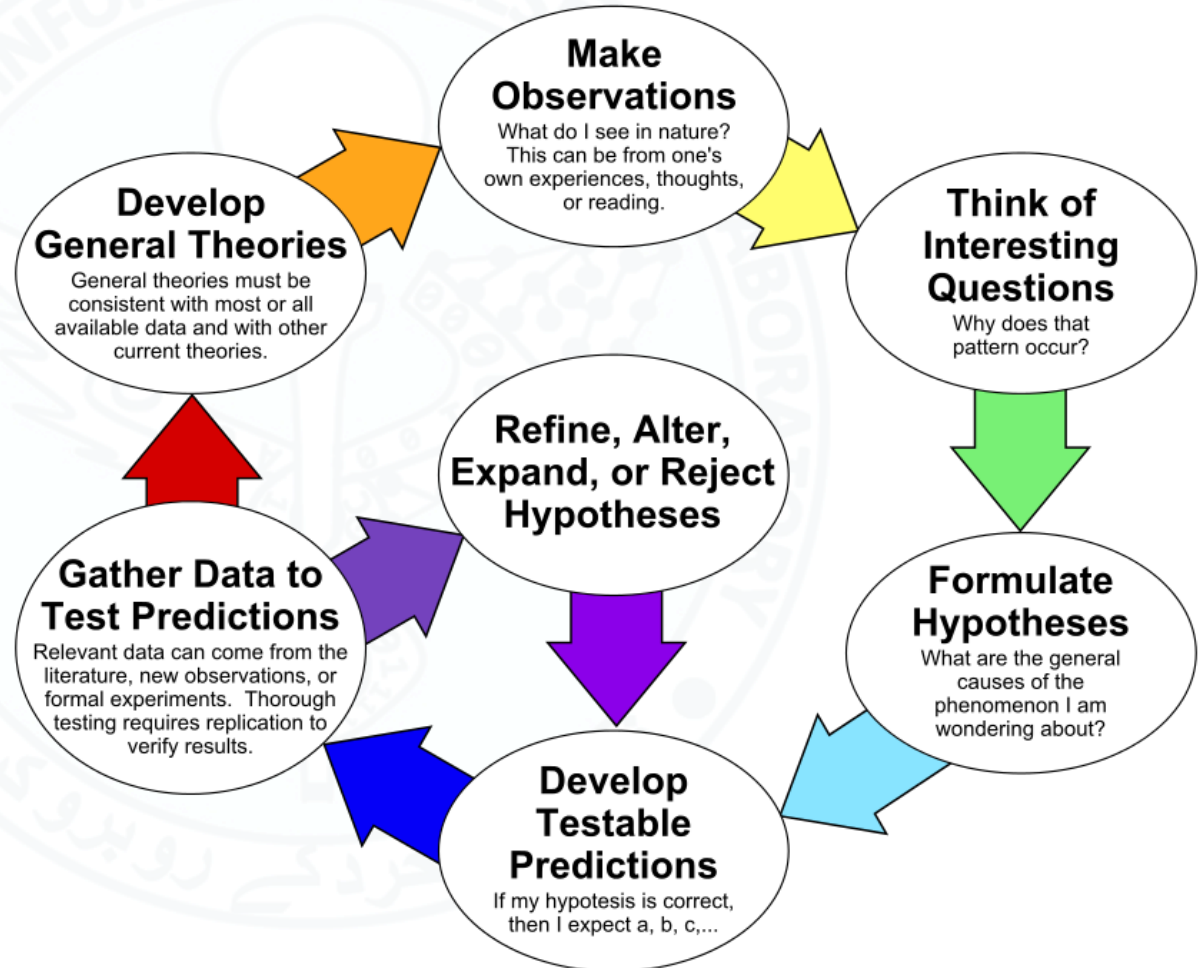 Make
Observations
What do I see in nature?
This can be from one's
own experiences, thoughts,
or reading.
Think of
Interesting
Questions
Why does that
pattern occur?
Formulate
Hypotheses
What are the general
causes of the
phenomenon I am
wondering about?
Develop
Testable
Predictions
If my hypotesis is correct,
then I expect a, b, c,...
Gather Data to
Test Predictions
Relevant data can come from the
literature, new observations, or
formal experiments. Thorough
testing requires replication to
verify results.
Refine, Alter,
Expand, or Reject
Hypotheses
Develop
General Theories
General theories must be
consistent with most or all
available data and with other
current theories.